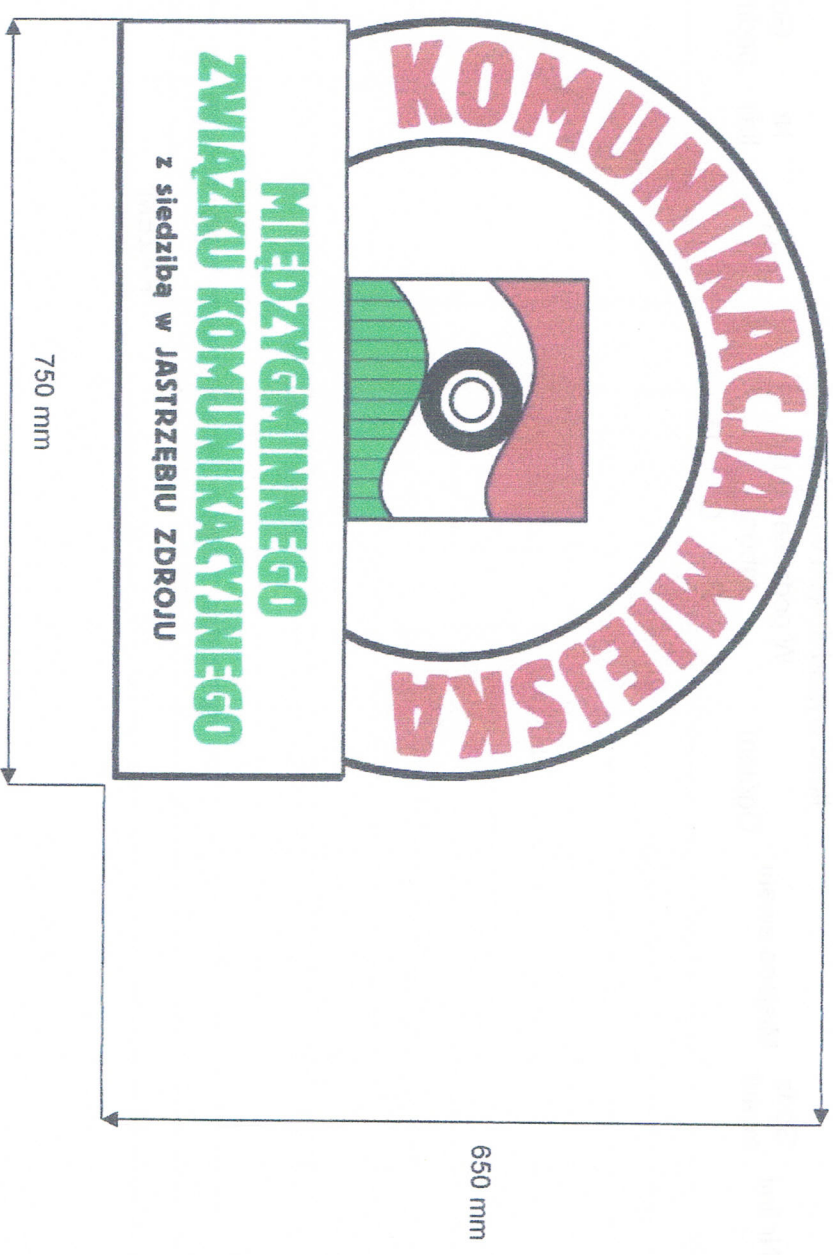 KOMUNIKACJA MIEJSKA
MIĘDZYGMINNEGO
ZWIĄZKU KOMUNIKACYJNEGO
z siedzibą w JASTRZĘBIU ZDROJU
750 mm
650 mm